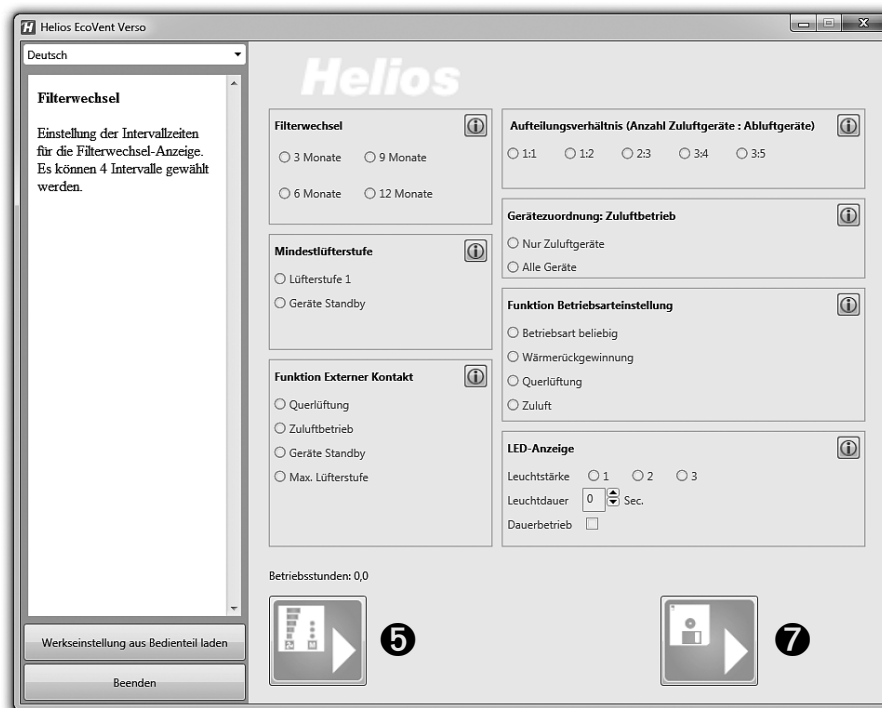 Helios EcoVent Verso
Deutsch
Filterwechsel
Einstellung der Intervallzeiten
für die Filterwechsel-Anzeige.
Es können 4 Intervalle gewählt
werden.
Werkseinstellung aus Bedienteil laden
Beenden
Helios
Filterwechsel
3 Monate 9 Monate
6 Monate 12 Monate
Mindestlüfterstufe
Lüfterstufe 1
Geräte Standby
Funktion Externer Kontakt
Querlüftung
Zuluftbetrieb
Geräte Standby
Max. Lüfterstufe
Aufteilungsverhältnis (Anzahl Zuluftgeräte : Abluftgeräte)
1:1 1:2 2:3 3:4 3:5
Gerätezuordnung: Zuluftbetrieb
Nur Zuluftgeräte
Alle Geräte
Funktion Betriebsarteinstellung
Betriebsart beliebig
Wärmerückgewinnung
Querlüftung
Zuluft
LED-Anzeige
Leuchtstärke 1 2 3
Leuchtdauer 0 Sec.
Dauerbetrieb
Betriebsstunden: 0,0
M
5
7